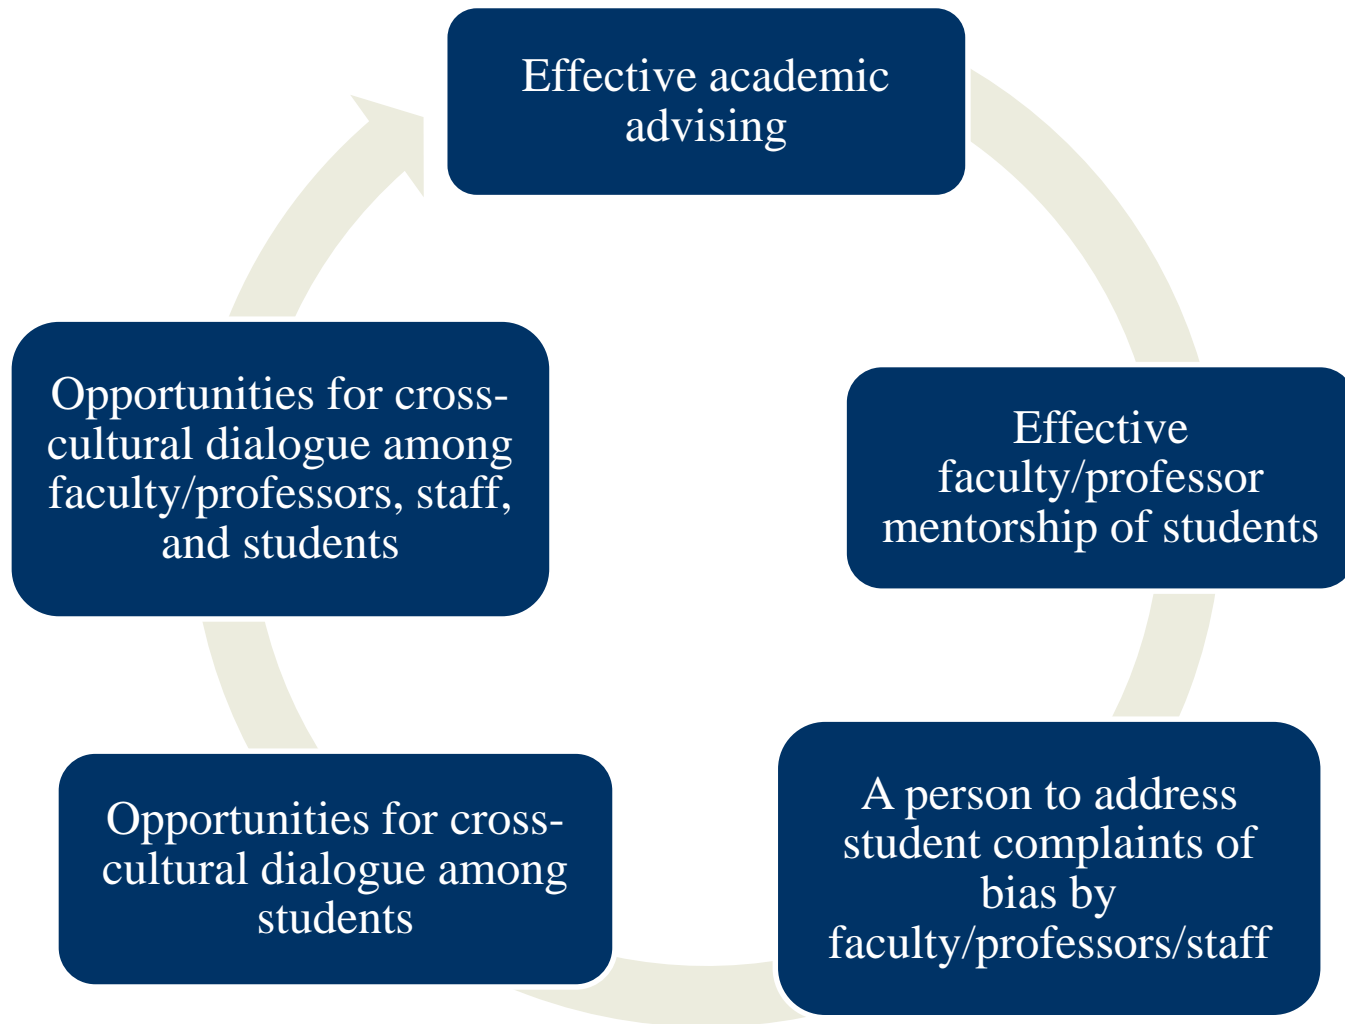 Effective academic
advising
Effective
faculty/professor
mentorship of students
A person to address
student complaints of
bias by
faculty/professors/staff
Opportunities for cross-
cultural dialogue among
students
Opportunities for cross-
cultural dialogue among
faculty/professors, staff,
and students